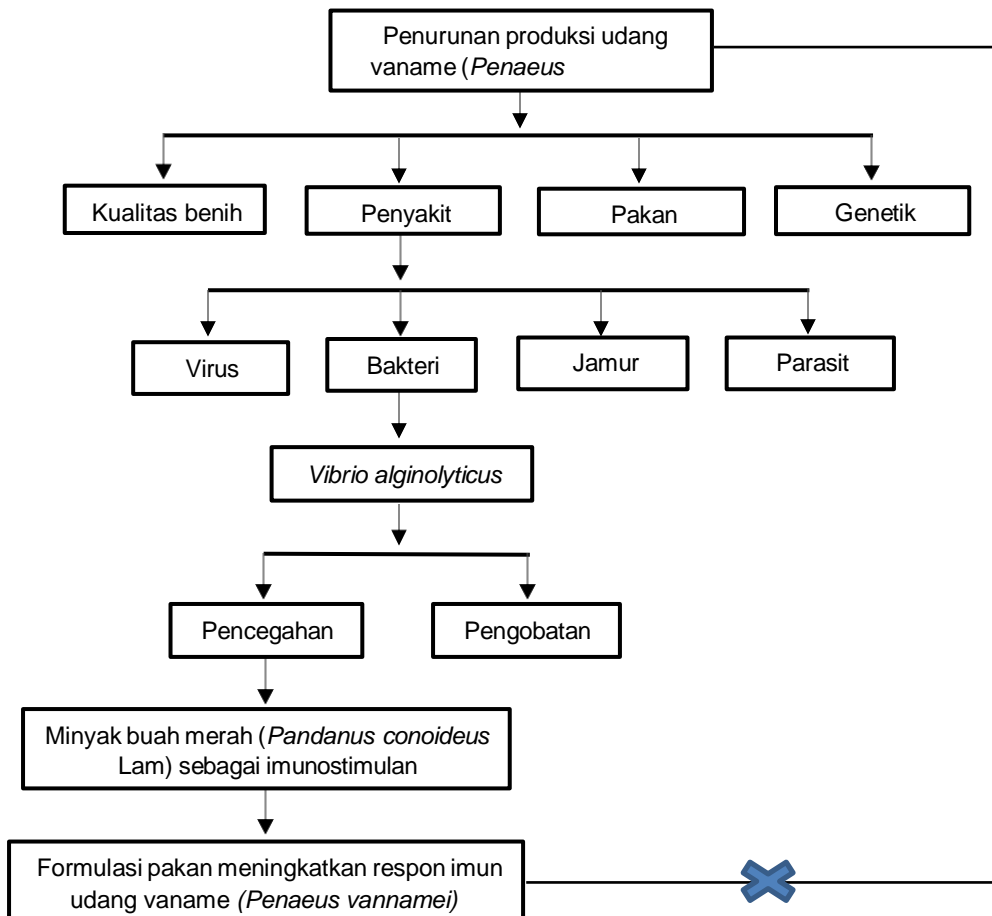 Penurunan produksi udang
vaname (Penaeus
Kualitas benih
Penyakit
Pakan
Genetik
Virus
Bakteri
Jamur
Parasit
Vibrio alginolyticus
Pencegahan
Pengobatan
Minyak buah merah (Pandanus conoideus
Lam) sebagai imunostimulan
Formulasi pakan meningkatkan respon imun
udang vaname (Penaeus vannamei)